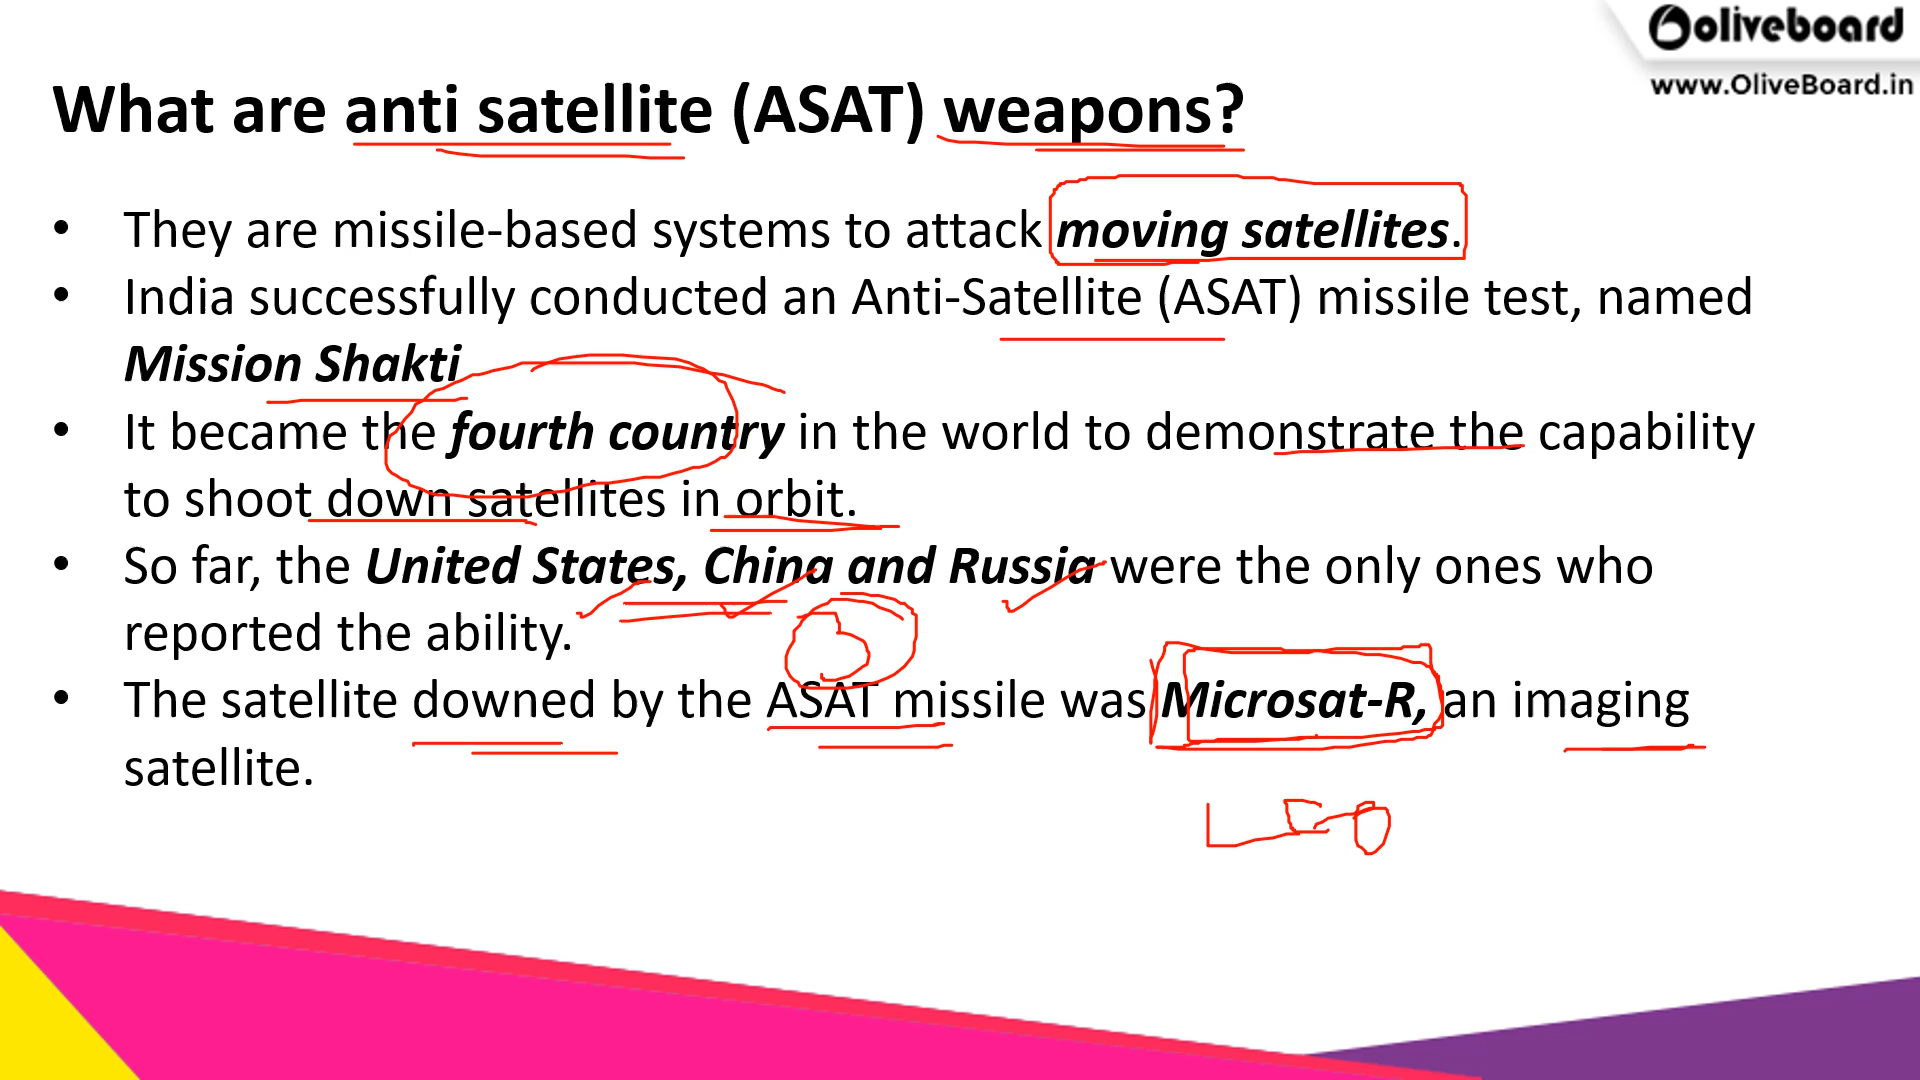 oliveboard
www.OliveBoard.in
What are anti satellite (ASAT) weapons?
• They are missile-based systems to attack moving satellites.
• India successfully conducted an Anti-Satellite (ASAT) missile test, named
Mission Shakti
• It became the fourth country in the world to demonstrate the capability
to shoot down satellites in orbit.
• So far, the United States, China and Russia were the only ones who
reported the ability.
• The satellite downed by the ASAT missile was Microsat-R, an imaging
satellite.
LEO